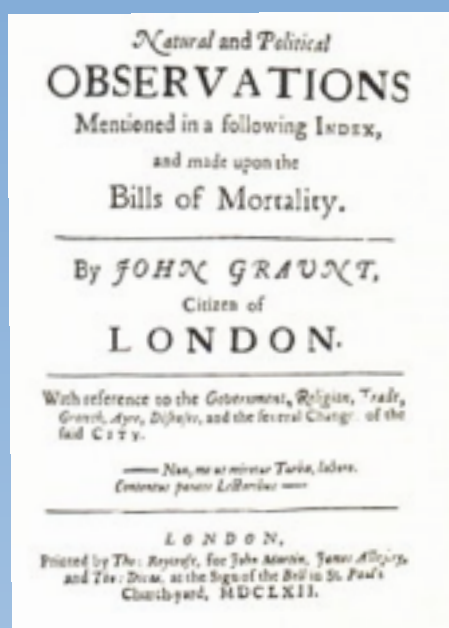 Natural and Political
OBSERVATIONS
Mentioned in a following INDEX,
and made upon the
Bills of Mortality.
By JOHN GRAUNT,
Citizen of
LONDON.
With reference to the Government, Religion, Trade,
Growth, Ayre, Diseases, and the several Changes of the
said CITY.
—— Non, me ut miretur Turba, laboro.
Contentus paucis Lectoribus ——
LONDON,
Printed by Tho: Roycroft, for John Martin, James Allestry,
and Tho: Dicas, at the Sign of the Bell in St. Paul's
Church-yard, MDCLXII.